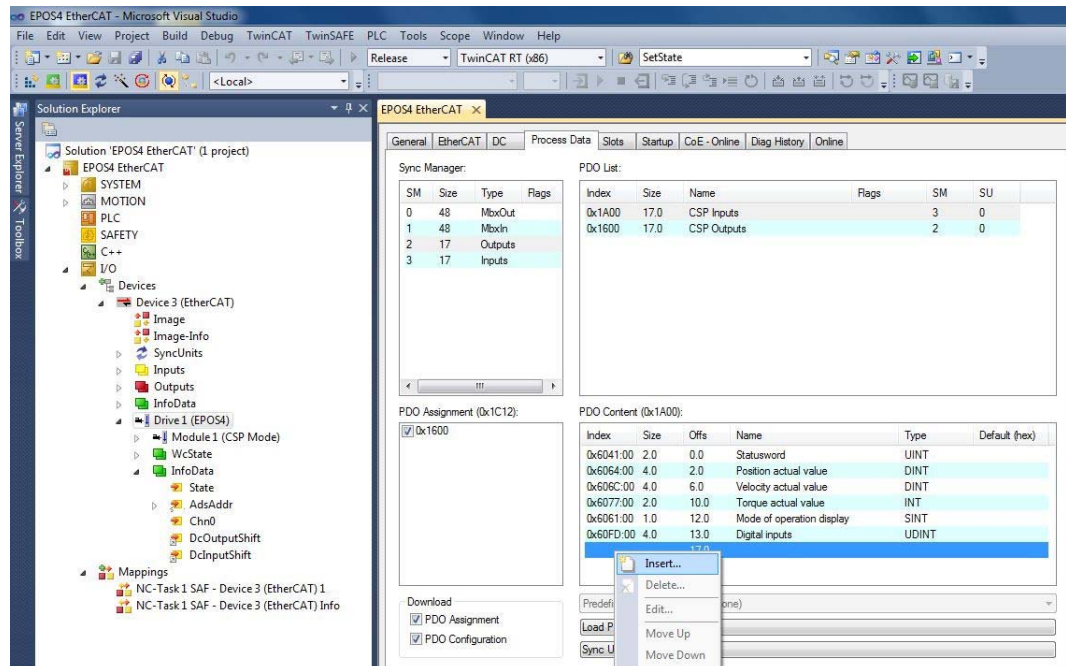 EPOS4 EtherCAT - Microsoft Visual Studio
File Edit View Project Build Debug TwinCAT TwinSAFE PLC Tools Scope Window Help
Release TwinCAT RT (x86) SetState
<Local>
Server Explorer
Toolbox
Solution Explorer
Solution 'EPOS4 EtherCAT' (1 project)
EPOS4 EtherCAT
SYSTEM
MOTION
PLC
SAFETY
C++
I/O
Devices
Device 3 (EtherCAT)
Image
Image-Info
SyncUnits
Inputs
Outputs
InfoData
Drive 1 (EPOS4)
Module 1 (CSP Mode)
WcState
InfoData
State
AdsAddr
Chn0
DcOutputShift
DcInputShift
Mappings
NC-Task 1 SAF - Device 3 (EtherCAT) 1
NC-Task 1 SAF - Device 3 (EtherCAT) Info
EPOS4 EtherCAT
General EtherCAT DC Process Data Slots Startup CoE - Online Diag History Online
Sync Manager:
SM Size Type Flags
0 48 MbxOut
1 48 MbxIn
2 17 Outputs
3 17 Inputs
PDO List:
Index Size Name Flags SM SU
0x1A00 17.0 CSP Inputs 3 0
0x1600 17.0 CSP Outputs 2 0
PDO Assignment (0x1C12):
0x1600
PDO Content (0x1A00):
Index Size Offs Name Type Default (hex)
0x6041:00 2.0 0.0 Statusword UINT
0x6064:00 4.0 2.0 Position actual value DINT
0x606C:00 4.0 6.0 Velocity actual value DINT
0x6077:00 2.0 10.0 Torque actual value INT
0x6061:00 1.0 12.0 Mode of operation display SINT
0x60FD:00 4.0 13.0 Digital inputs UDINT
17.0
Insert...
Delete...
Edit...
Move Up
Move Down
Download
PDO Assignment
PDO Configuration
Predefi one)
Load P
Sync U